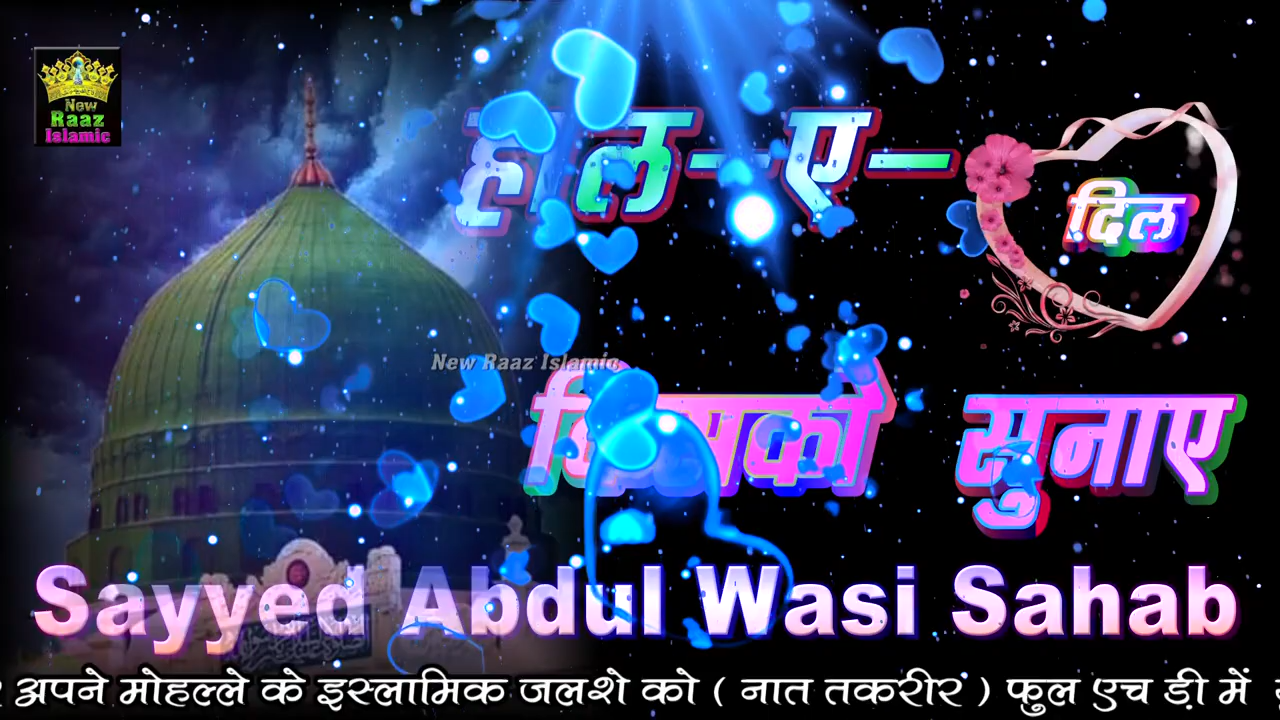 New
Raaz
Islamic
हाल-ए-
दिल
New Raaz Islamic
सुनाए
Sayyed Abdul Wasi Sahab
अपने मोहल्ले के इस्लामिक जलशे को ( नात तकरीर ) फुल एच डी़ में